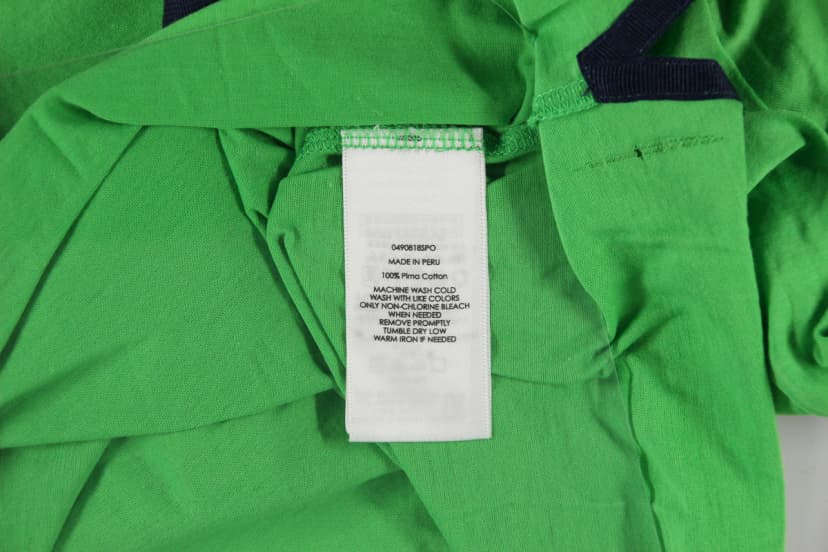 0490818SPO
MADE IN PERU
100% Pima Cotton
MACHINE WASH COLD
WASH WITH LIKE COLORS
ONLY NON-CHLORINE BLEACH
WHEN NEEDED
REMOVE PROMPTLY
TUMBLE DRY LOW
WARM IRON IF NEEDED